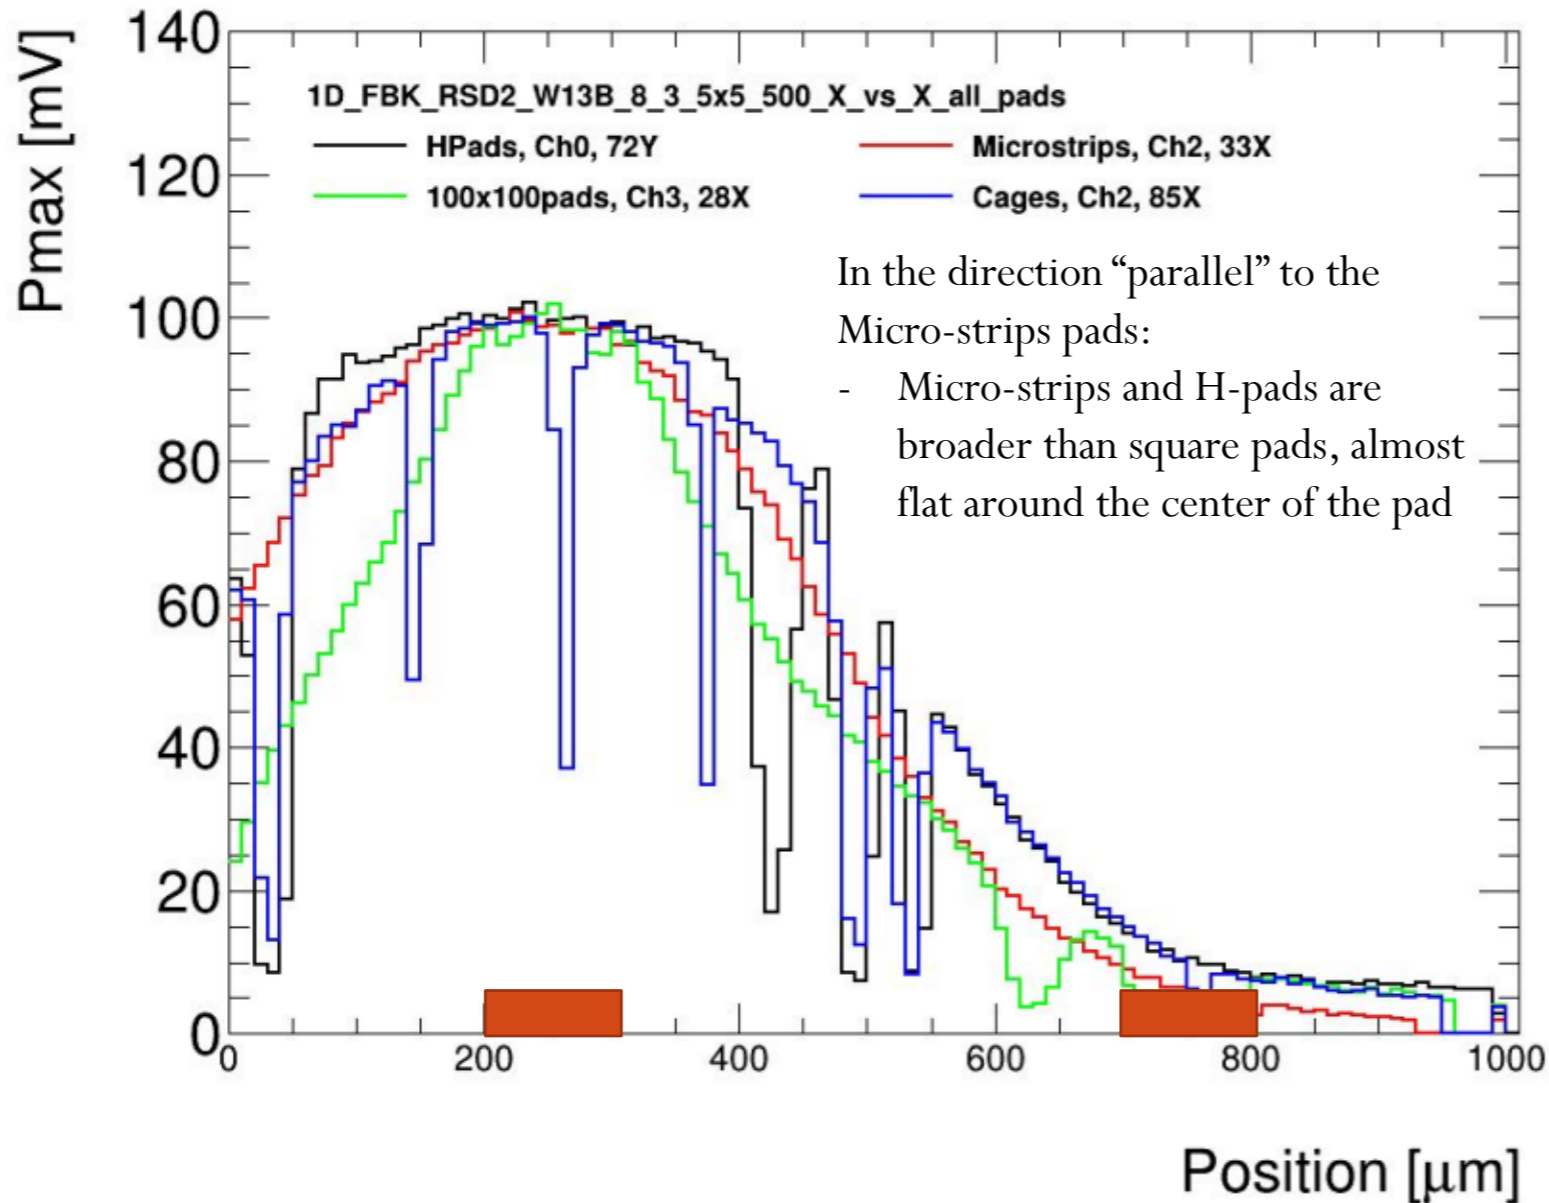 Pmax [mV]
140
120
100
80
60
40
20
0
1D_FBK_RSD2_W13B_8_3_5x5_500_X_vs_X_all_pads
HPads, Ch0, 72Y
Microstrips, Ch2, 33X
100x100pads, Ch3, 28X
Cages, Ch2, 85X
In the direction “parallel” to the
Micro-strips pads:
- Micro-strips and H-pads are
broader than square pads, almost
flat around the center of the pad
0 200 400 600 800 1000
Position [μm]